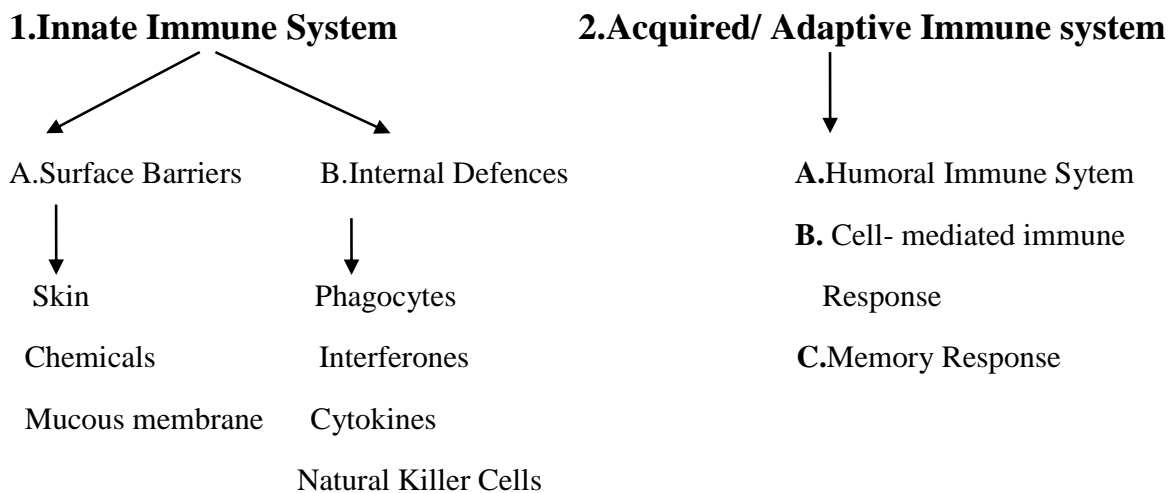 1.Innate Immune System
2.Acquired/ Adaptive Immune system
A.Surface Barriers
B.Internal Defences
A.Humoral Immune Sytem
B. Cell- mediated immune
Skin
Phagocytes
Response
Chemicals
Interferones
C.Memory Response
Mucous membrane
Cytokines
Natural Killer Cells